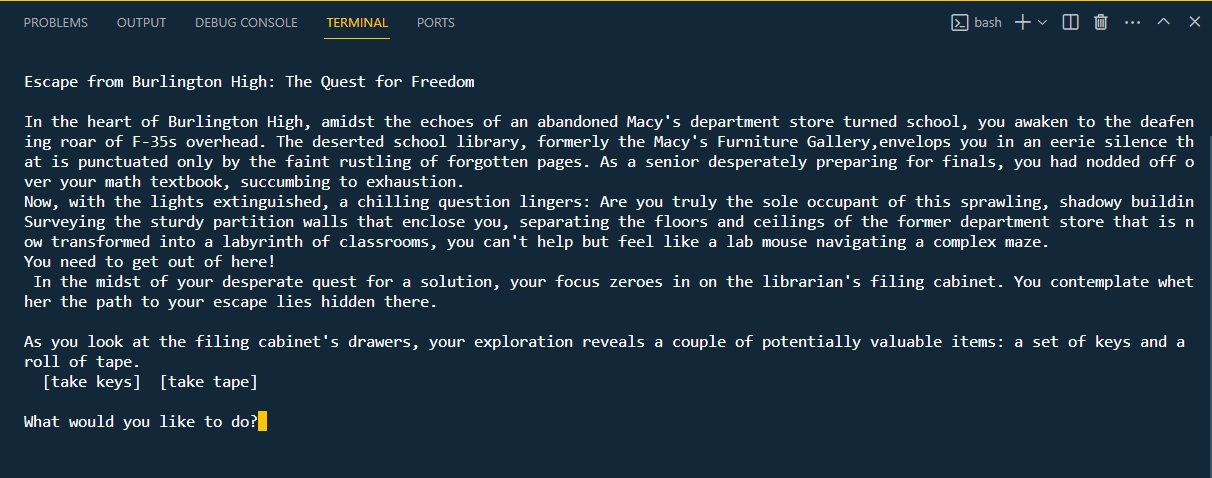 PROBLEMS OUTPUT DEBUG CONSOLE TERMINAL PORTS bash
Escape from Burlington High: The Quest for Freedom
In the heart of Burlington High, amidst the echoes of an abandoned Macy's department store turned school, you awaken to the deafen
ing roar of F-35s overhead. The deserted school library, formerly the Macy's Furniture Gallery,envelops you in an eerie silence th
at is punctuated only by the faint rustling of forgotten pages. As a senior desperately preparing for finals, you had nodded off o
ver your math textbook, succumbing to exhaustion.
Now, with the lights extinguished, a chilling question lingers: Are you truly the sole occupant of this sprawling, shadowy buildin
Surveying the sturdy partition walls that enclose you, separating the floors and ceilings of the former department store that is n
ow transformed into a labyrinth of classrooms, you can't help but feel like a lab mouse navigating a complex maze.
You need to get out of here!
In the midst of your desperate quest for a solution, your focus zeroes in on the librarian's filing cabinet. You contemplate whet
her the path to your escape lies hidden there.
As you look at the filing cabinet's drawers, your exploration reveals a couple of potentially valuable items: a set of keys and a
roll of tape.
[take keys] [take tape]
What would you like to do?